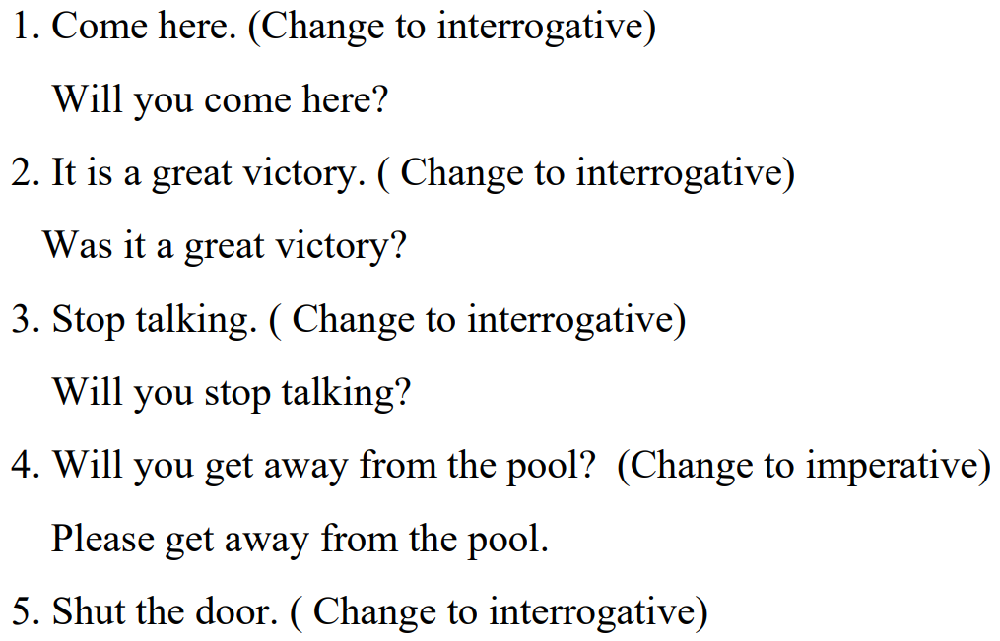 1. Come here. (Change to interrogative)
Will you come here?
2. It is a great victory. ( Change to interrogative)
Was it a great victory?
3. Stop talking. ( Change to interrogative)
Will you stop talking?
4. Will you get away from the pool?  (Change to imperative)
Please get away from the pool.
5. Shut the door. ( Change to interrogative)